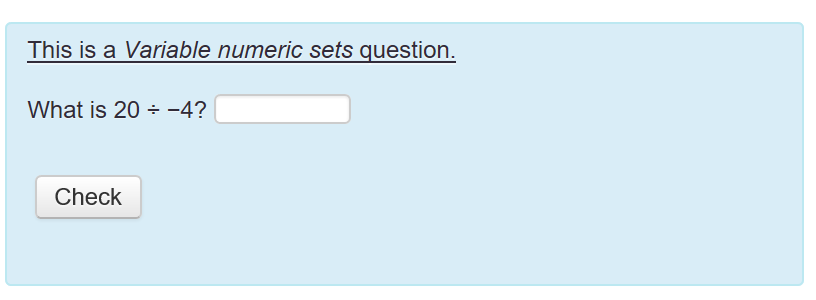 This is a Variable numeric sets question.
What is 20 ÷ −4?
Check